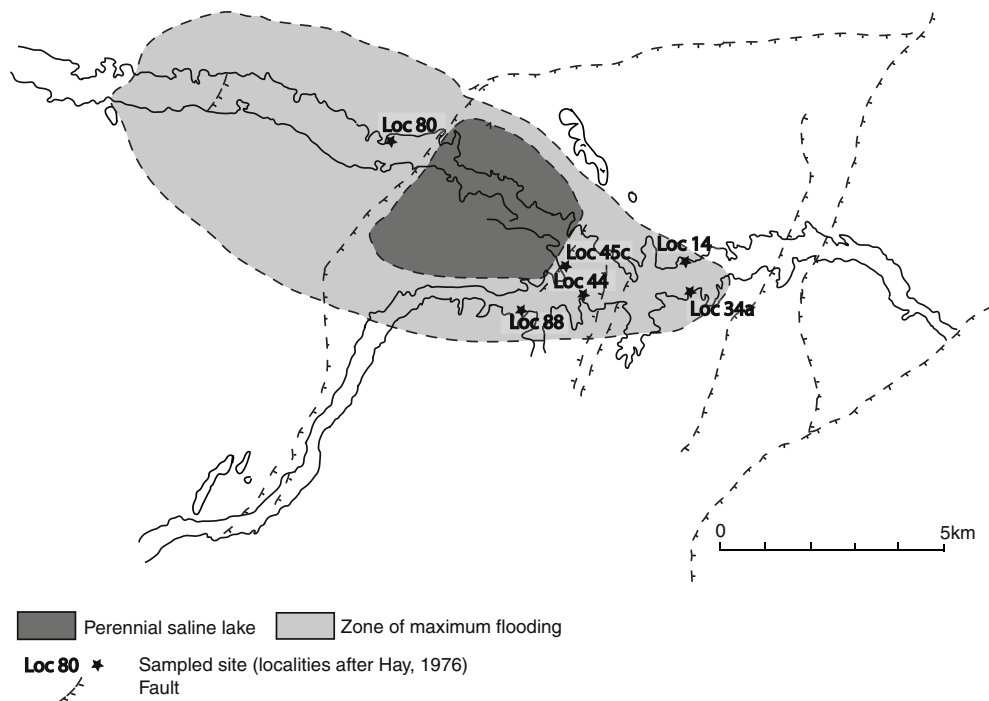 Loc 80
Loc 45c
Loc 14
Loc 44
Loc 34a
Loc 88
0
5km
Perennial saline lake
Zone of maximum flooding
Loc 80
Sampled site (localities after Hay, 1976)
Fault